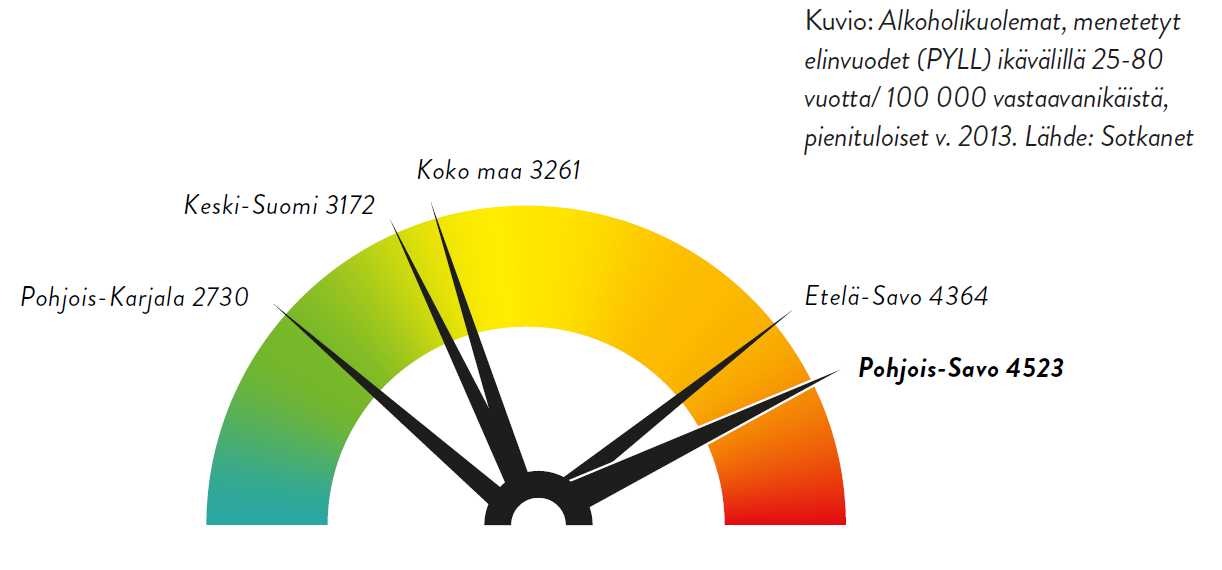 Kuvio: Alkoholikuolemat, menetetyt
elinvuodet (PYLL) ikävälillä 25-80
vuotta/ 100 000 vastaavanikäistä,
pienituloiset v. 2013. Lähde: Sotkanet
Koko maa 3261
Keski-Suomi 3172
Pohjois-Karjala 2730
Etelä-Savo 4364
Pohjois-Savo 4523